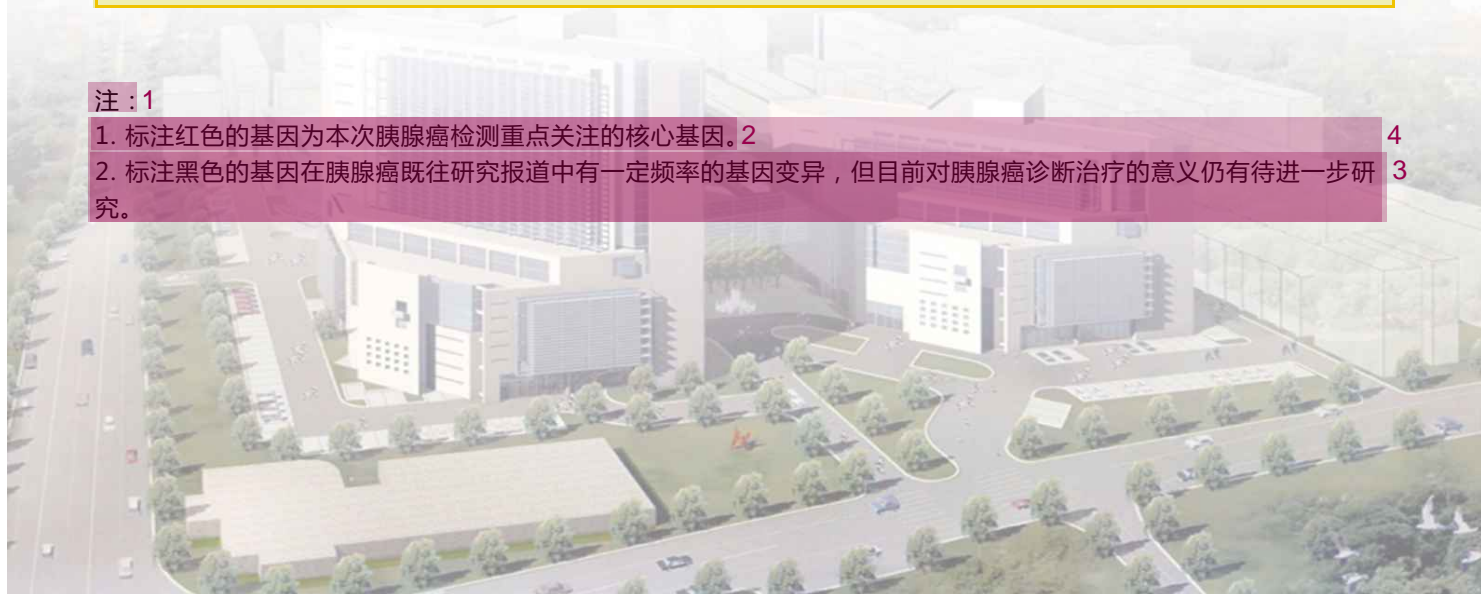 注：1
1. 标注红色的基因为本次胰腺癌检测重点关注的核心基因。2 4
2. 标注黑色的基因在胰腺癌既往研究报道中有一定频率的基因变异，但目前对胰腺癌诊断治疗的意义仍有待进一步研 3
究。